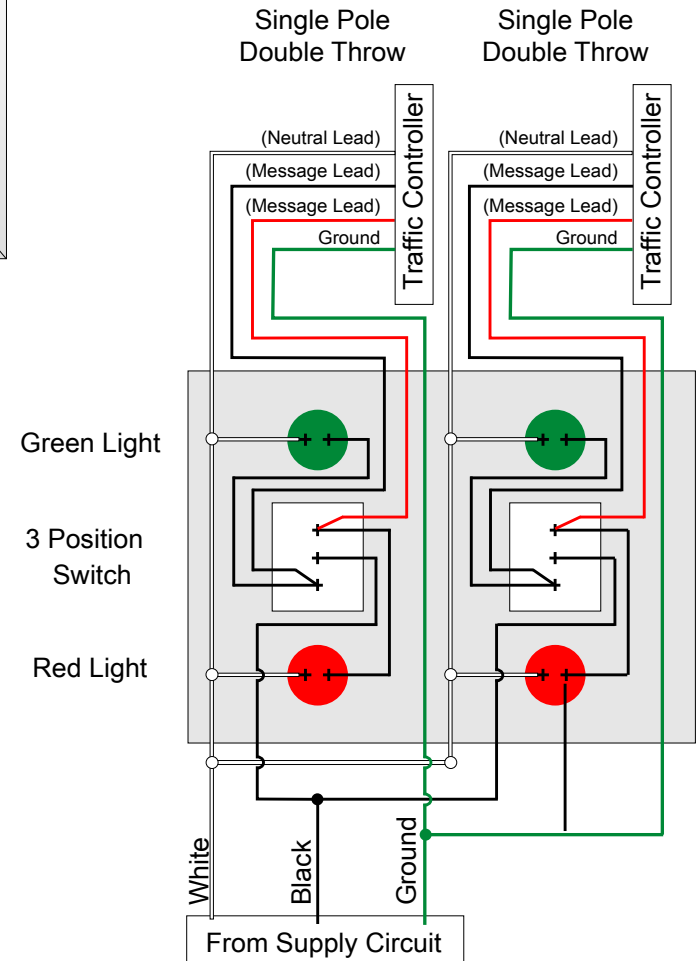 Single Pole
Double Throw
Single Pole
Double Throw
(Neutral Lead)
(Message Lead)
(Message Lead)
Ground
Traffic Controller
(Neutral Lead)
(Message Lead)
(Message Lead)
Ground
Traffic Controller
Green Light
3 Position
Switch
Red Light
White
Black
Ground
From Supply Circuit